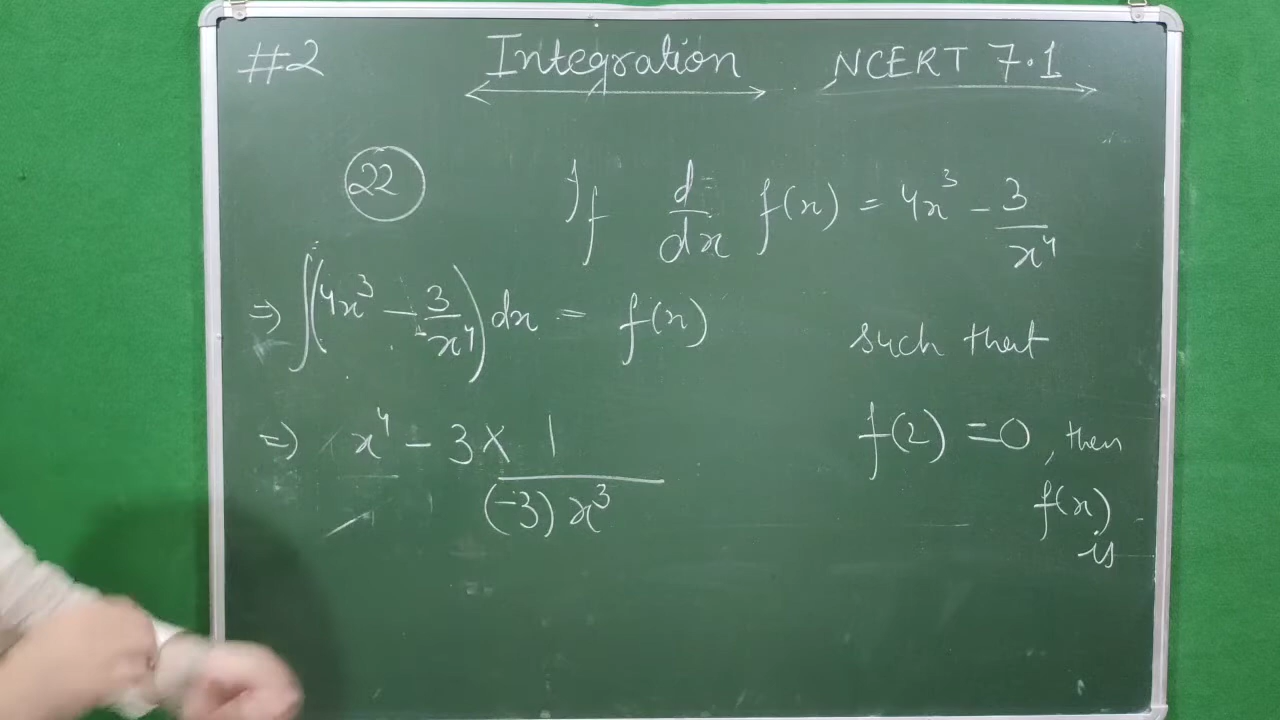 #2 Integration NCERT 7.1
22 If d/dx f(x) = 4x³ - 3/x⁴
⇒ ∫(4x³ - 3/x⁴) dx = f(x)
such that
⇒ x⁴ - 3 × 1/(-3)x³
f(2) = 0, then
f(x)
is